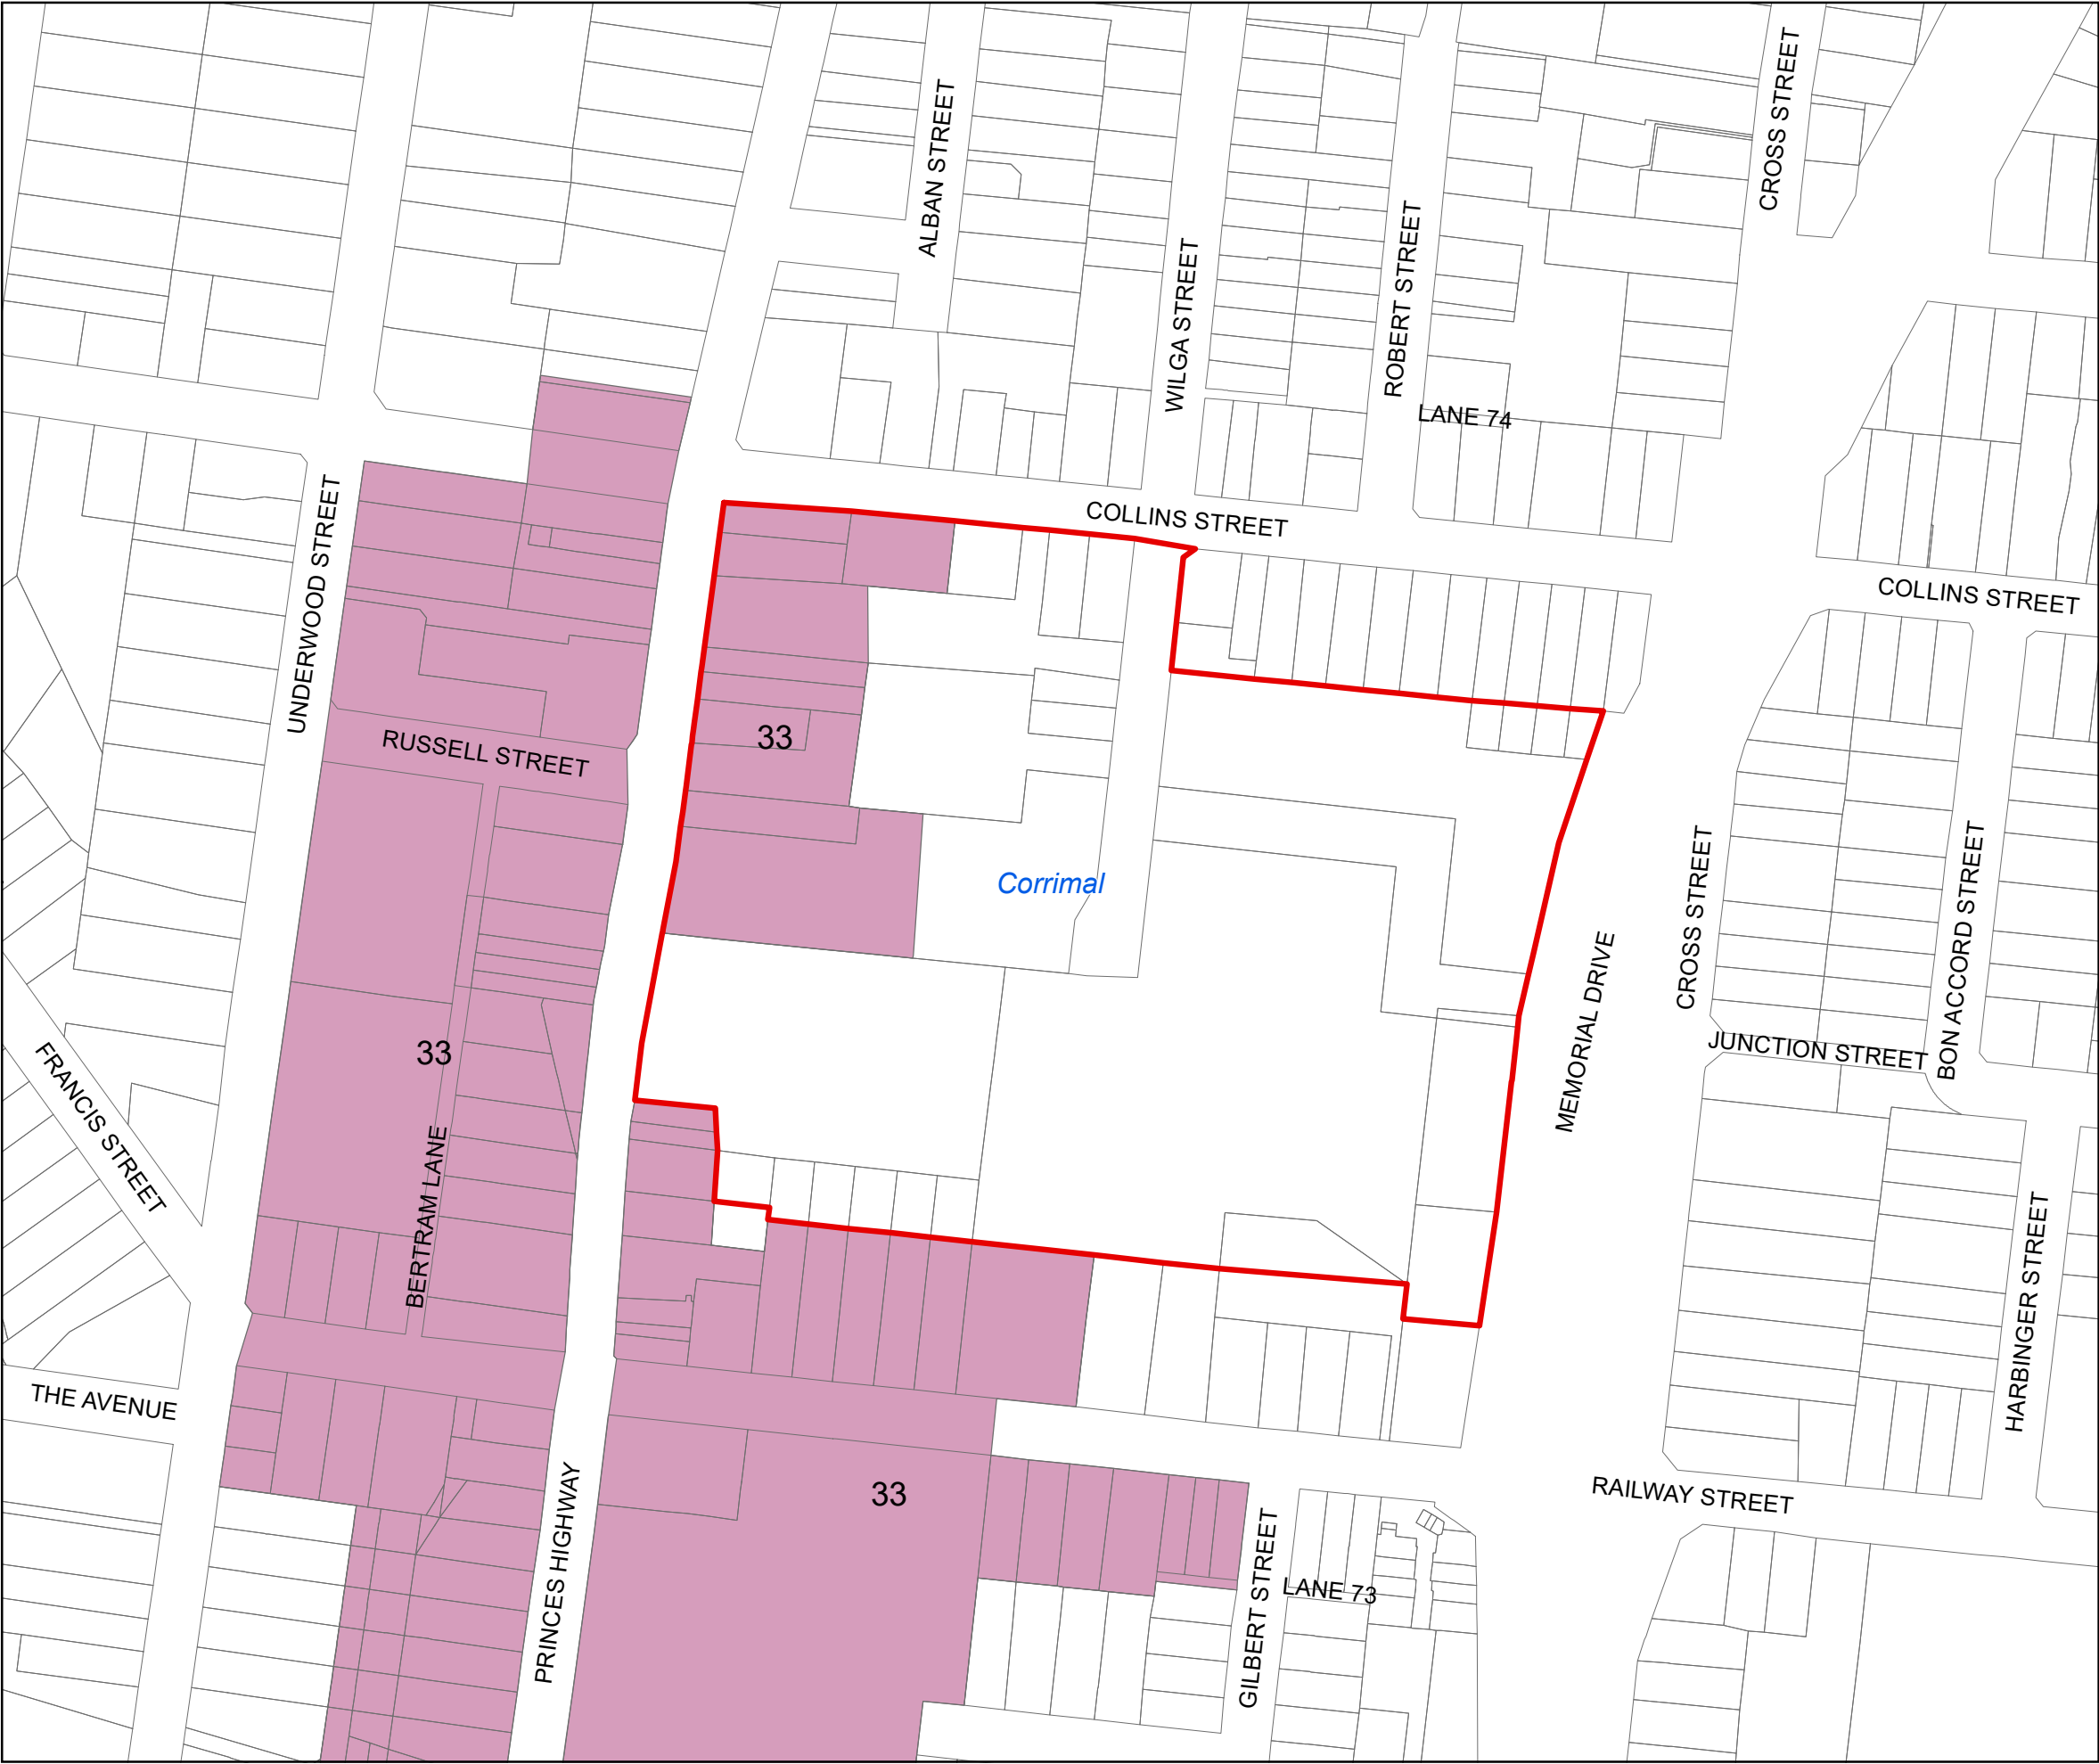 CROSS STREET
ALBAN STREET
WILGA STREET
ROBERT STREET
LANE 74
COLLINS STREET
COLLINS STREET
UNDERWOOD STREET
RUSSELL STREET
33
Corrimal
CROSS STREET
BON ACCORD STREET
MEMORIAL DRIVE
JUNCTION STREET
33
FRANCIS STREET
BERTRAM LANE
HARBINGER STREET
THE AVENUE
PRINCES HIGHWAY
33
RAILWAY STREET
GILBERT STREET
LANE 73